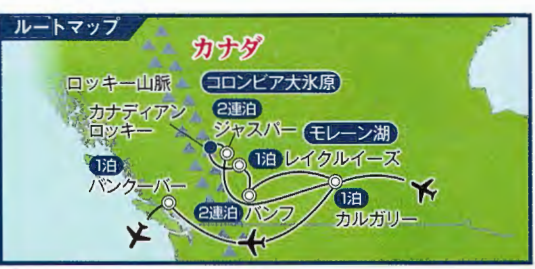 ルートマップ
カナダ
ロッキー山脈
コロンビア大氷原
カナディアン
ロッキー
2連泊
ジャスパー
モレーン湖
1泊
レイクルイーズ
1泊
バンクーバー
2連泊
バンフ
1泊
カルガリー